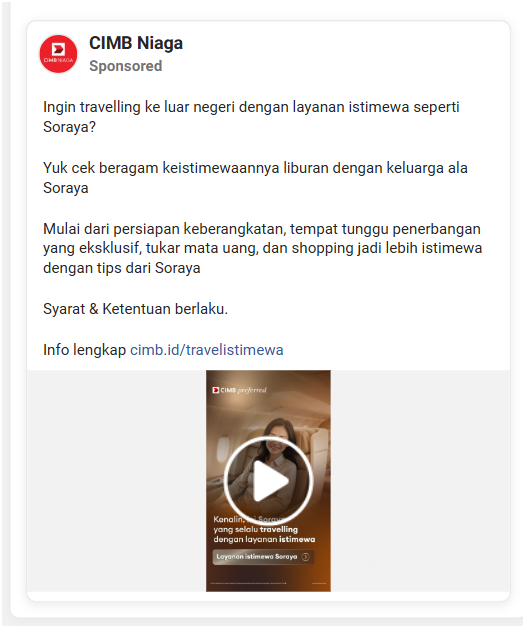 CIMB NIAGA
CIMB Niaga
Sponsored
Ingin travelling ke luar negeri dengan layanan istimewa seperti
Soraya?
Yuk cek beragam keistimewaannya liburan dengan keluarga ala
Soraya
Mulai dari persiapan keberangkatan, tempat tunggu penerbangan
yang eksklusif, tukar mata uang, dan shopping jadi lebih istimewa
dengan tips dari Soraya
Syarat & Ketentuan berlaku.
Info lengkap cimb.id/travelistimewa
CIMB preferred
Kenalin, ini Soraya
yang selalu travelling
dengan layanan istimewa
Layanan istimewa Soraya